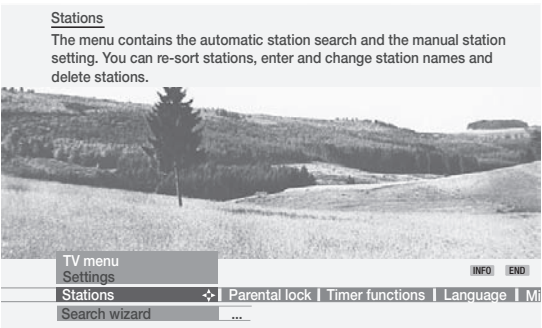 Stations
The menu contains the automatic station search and the manual station
setting. You can re-sort stations, enter and change station names and
delete stations.
TV menu
Settings
INFO END
Stations Parental lock Timer functions Language Mi
Search wizard ...